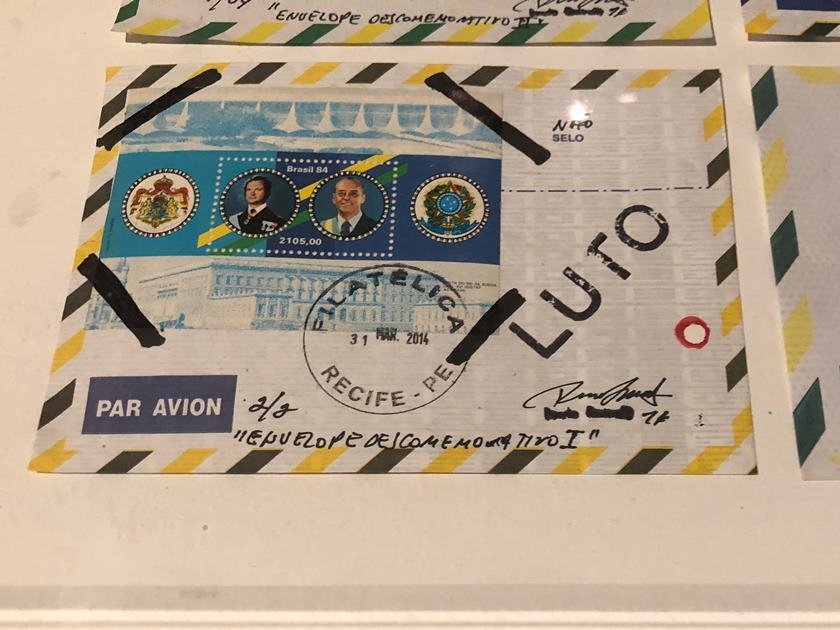 "ENVELOPE DESCOMEMORATIVO II"
NÃO
SELO
Brasil 84
2105,00
FILATÉLICA
31 MAR. 2014
RECIFE - PE
LUTO
PAR AVION
2/2
"ENVELOPE DESCOMEMORATIVO I"